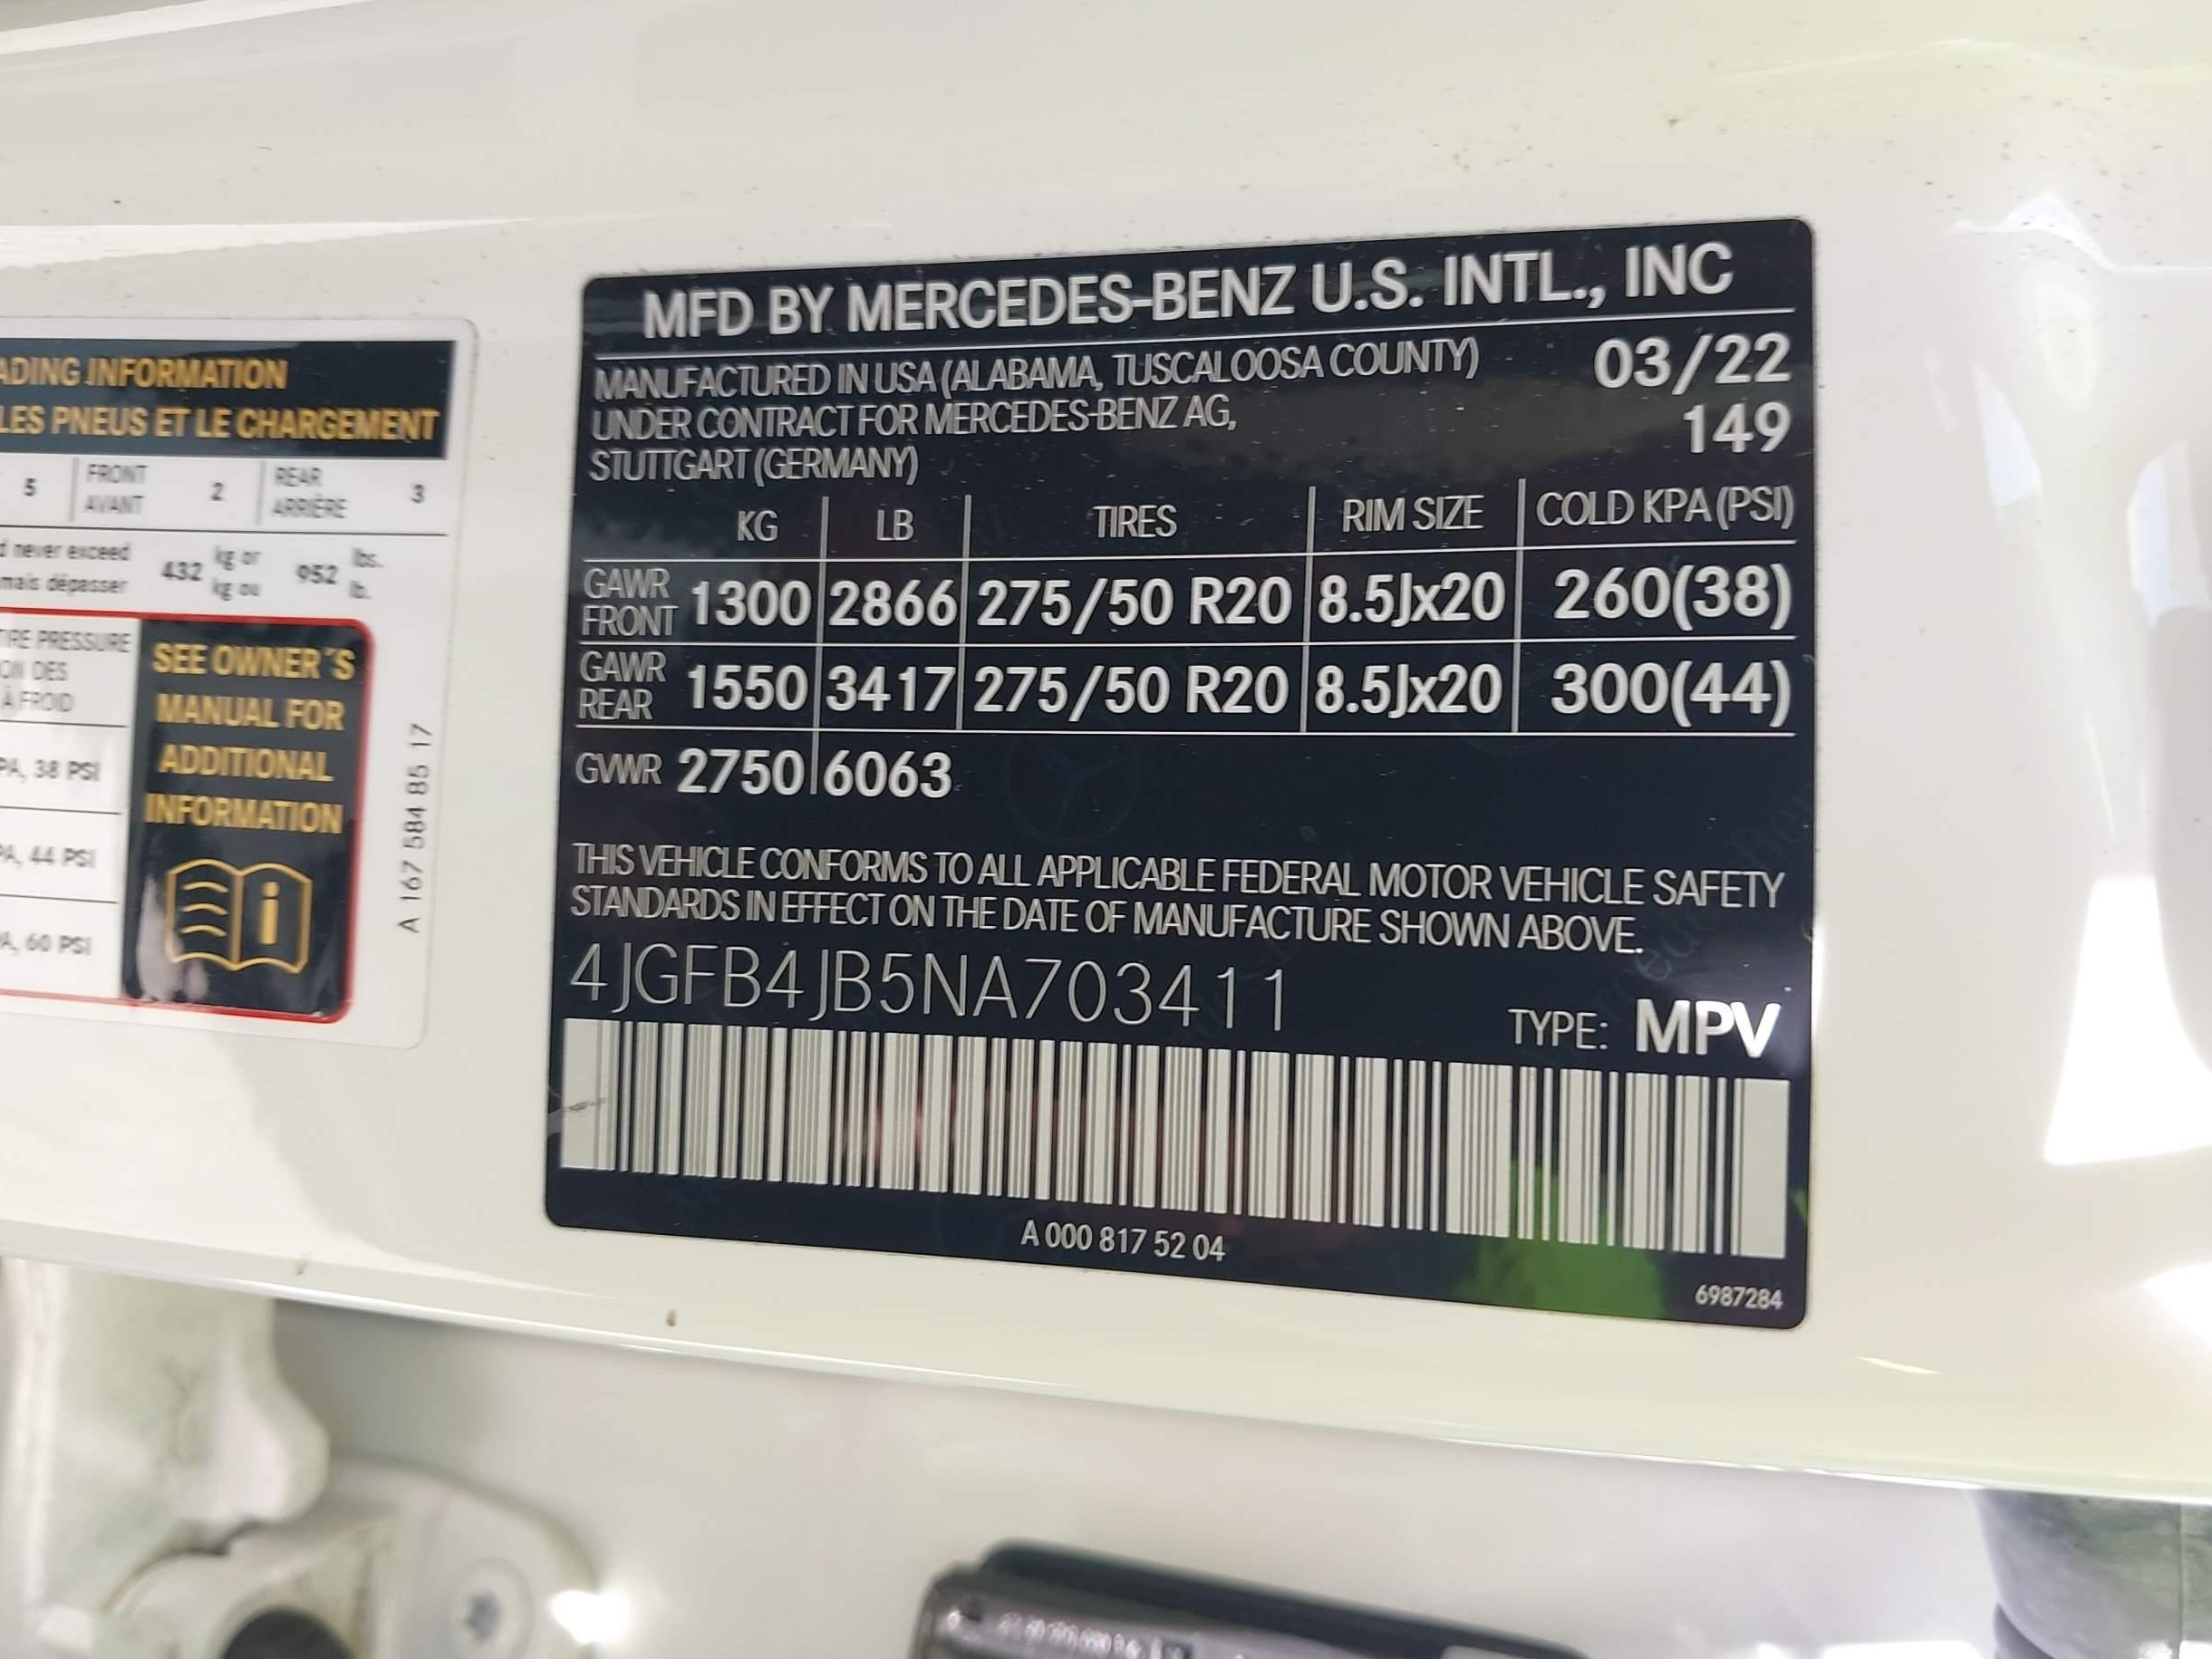 ADING INFORMATION
LES PNEUS ET LE CHARGEMENT
5 FRONT AVANT 2 REAR ARRIÈRE 3
never exceed 432 kg or 952 lbs.
mais dépasser kg ou lb.
TIRE PRESSURE
ON DES
À FROID
PA, 38 PSI
PA, 44 PSI
PA, 60 PSI
SEE OWNER´S
MANUAL FOR
ADDITIONAL
INFORMATION
A 167 584 85 17
MFD BY MERCEDES-BENZ U.S. INTL., INC
MANUFACTURED IN USA (ALABAMA, TUSCALOOSA COUNTY) 03/22
UNDER CONTRACT FOR MERCEDES-BENZ AG, 149
STUTTGART (GERMANY)
KG LB TIRES RIM SIZE COLD KPA (PSI)
GAWR FRONT 1300 2866 275/50 R20 8.5Jx20 260(38)
GAWR REAR 1550 3417 275/50 R20 8.5Jx20 300(44)
GVWR 2750 6063
THIS VEHICLE CONFORMS TO ALL APPLICABLE FEDERAL MOTOR VEHICLE SAFETY
STANDARDS IN EFFECT ON THE DATE OF MANUFACTURE SHOWN ABOVE.
4JGFB4JB5NA703411
TYPE: MPV
A 000 817 52 04
6987284